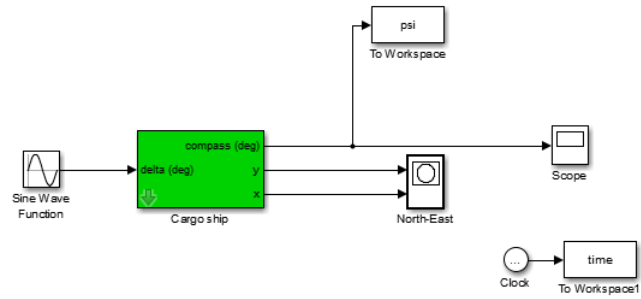 psi
To Workspace
compass (deg)
delta (deg)
y
x
Sine Wave
Function
Cargo ship
North-East
Scope
...
Clock
time
To Workspace1